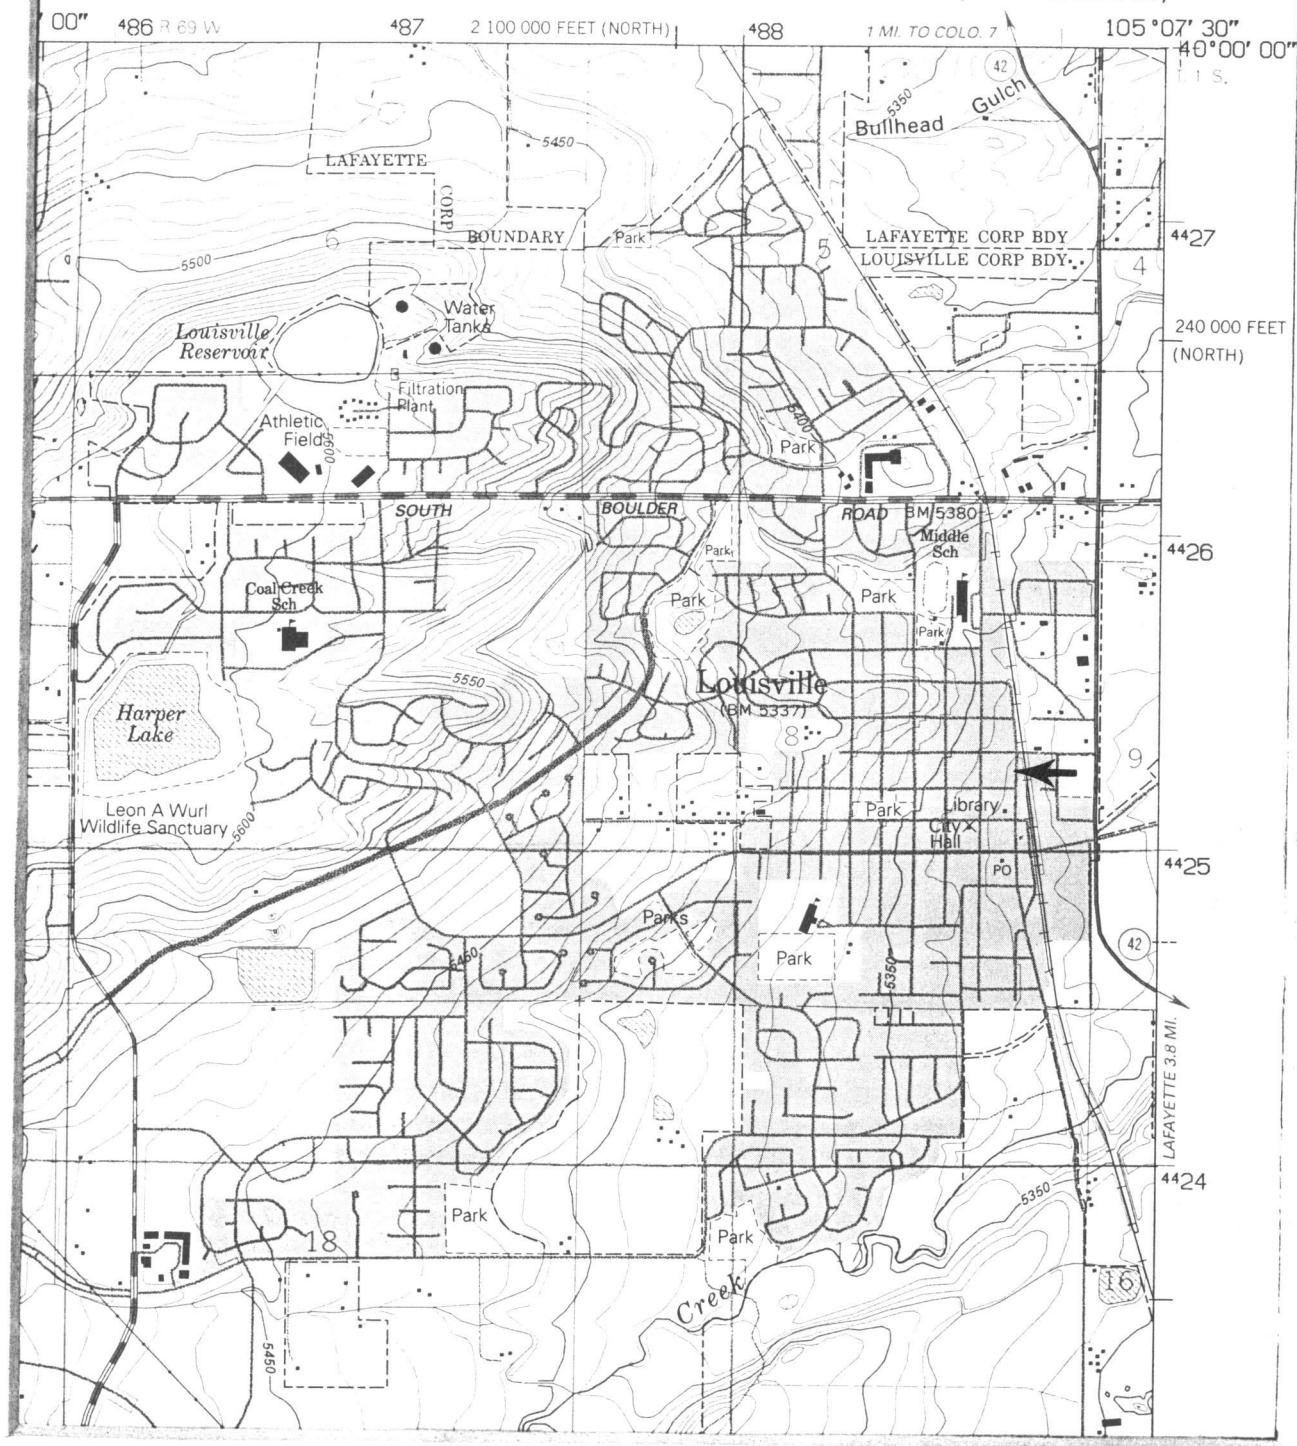 00" ⁴86 R 69 W ⁴87 2 100 000 FEET (NORTH) ⁴88 1 MI. TO COLO. 7 105°07' 30"
40°00' 00"
T. 1 S.
42
5350
Gulch
Bullhead
5450
LAFAYETTE
CORP
BOUNDARY
Park
6
5
LAFAYETTE CORP BDY
LOUISVILLE CORP BDY
⁴⁴27
4
5500
Water
Tanks
Louisville
Reservoir
240 000 FEET
(NORTH)
Filtration
Plant
Athletic
Field
5600
5400
Park
SOUTH BOULDER ROAD BM 5380
Middle
Sch
⁴⁴26
Park
Coal Creek
Sch
Park
Park
Park
5550
Louisville
(BM 5337)
Harper
Lake
7
8
9
Leon A Wurl
Wildlife Sanctuary
5600
Park
Library
City
Hall
⁴⁴25
PO
Parks
42
5450
Park
5350
LAFAYETTE 3.8 MI.
⁴⁴24
5350
Park
18
Park
Creek
16
5450